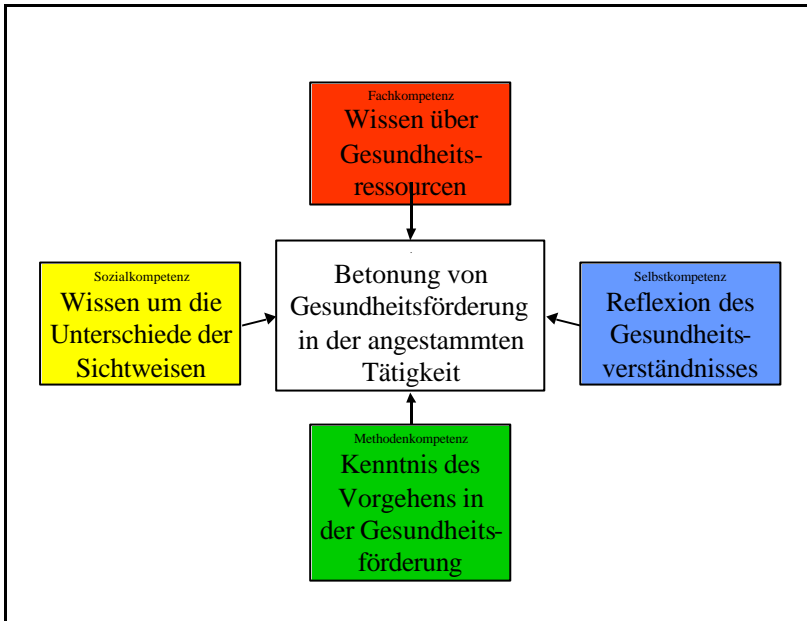 Fachkompetenz
Wissen über
Gesundheits-
ressourcen
Sozialkompetenz
Wissen um die
Unterschiede der
Sichtweisen
Betonung von
Gesundheitsförderung
in der angestammten
Tätigkeit
Selbstkompetenz
Reflexion des
Gesundheits-
verständnisses
Methodenkompetenz
Kenntnis des
Vorgehens in
der Gesundheits-
förderung